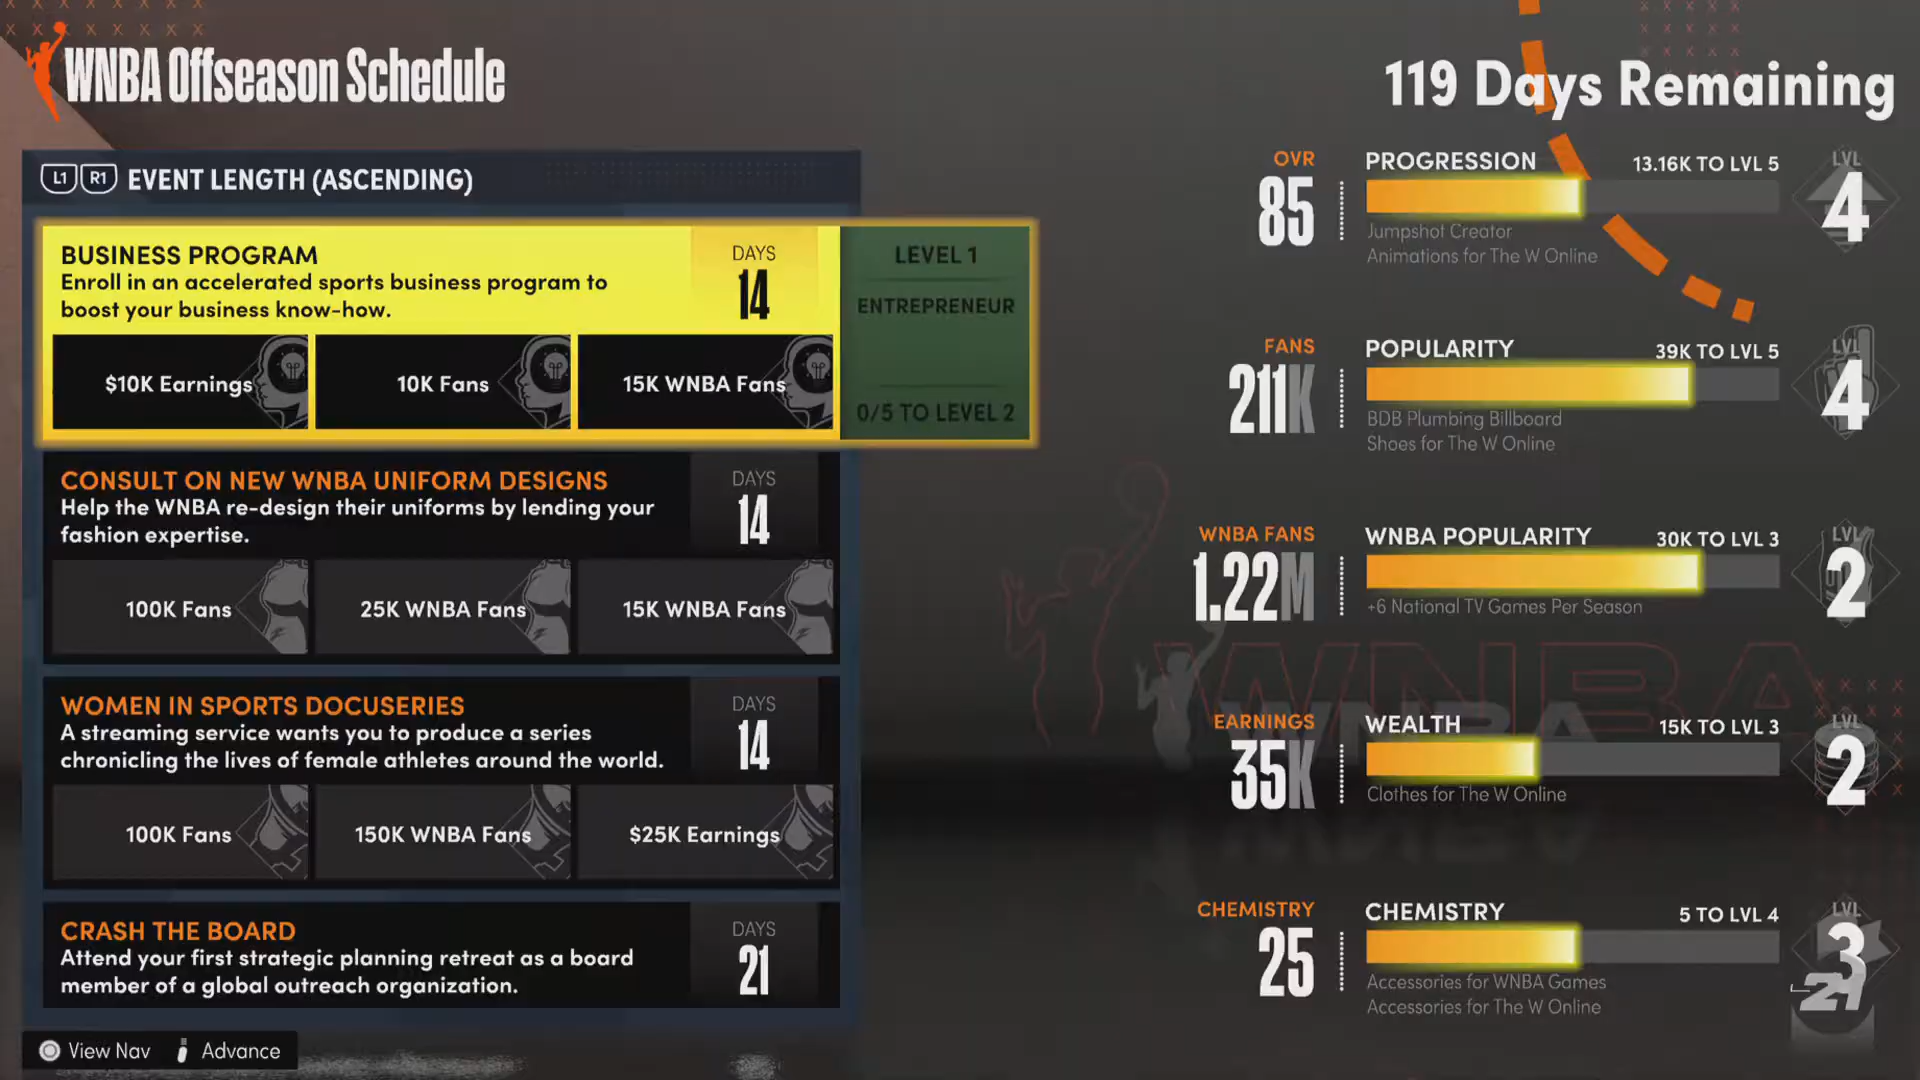 WNBA Offseason Schedule
119 Days Remaining
L1 R1 EVENT LENGTH (ASCENDING)
BUSINESS PROGRAM
Enroll in an accelerated sports business program to
boost your business know-how.
DAYS
14
$10K Earnings
10K Fans
15K WNBA Fans
LEVEL 1
ENTREPRENEUR
0/5 TO LEVEL 2
CONSULT ON NEW WNBA UNIFORM DESIGNS
Help the WNBA re-design their uniforms by lending your
fashion expertise.
DAYS
14
100K Fans
25K WNBA Fans
15K WNBA Fans
WOMEN IN SPORTS DOCUSERIES
A streaming service wants you to produce a series
chronicling the lives of female athletes around the world.
DAYS
14
100K Fans
150K WNBA Fans
$25K Earnings
CRASH THE BOARD
Attend your first strategic planning retreat as a board
member of a global outreach organization.
DAYS
21
View Nav
Advance
OVR
85
PROGRESSION
13.16K TO LVL 5
Jumpshot Creator
Animations for The W Online
LVL
4
FANS
211K
POPULARITY
39K TO LVL 5
BDB Plumbing Billboard
Shoes for The W Online
LVL
4
WNBA FANS
1.22M
WNBA POPULARITY
30K TO LVL 3
+6 National TV Games Per Season
LVL
2
WNBA
WNBA
EARNINGS
35K
WEALTH
15K TO LVL 3
Clothes for The W Online
LVL
2
CHEMISTRY
25
CHEMISTRY
5 TO LVL 4
Accessories for WNBA Games
Accessories for The W Online
LVL
3
21